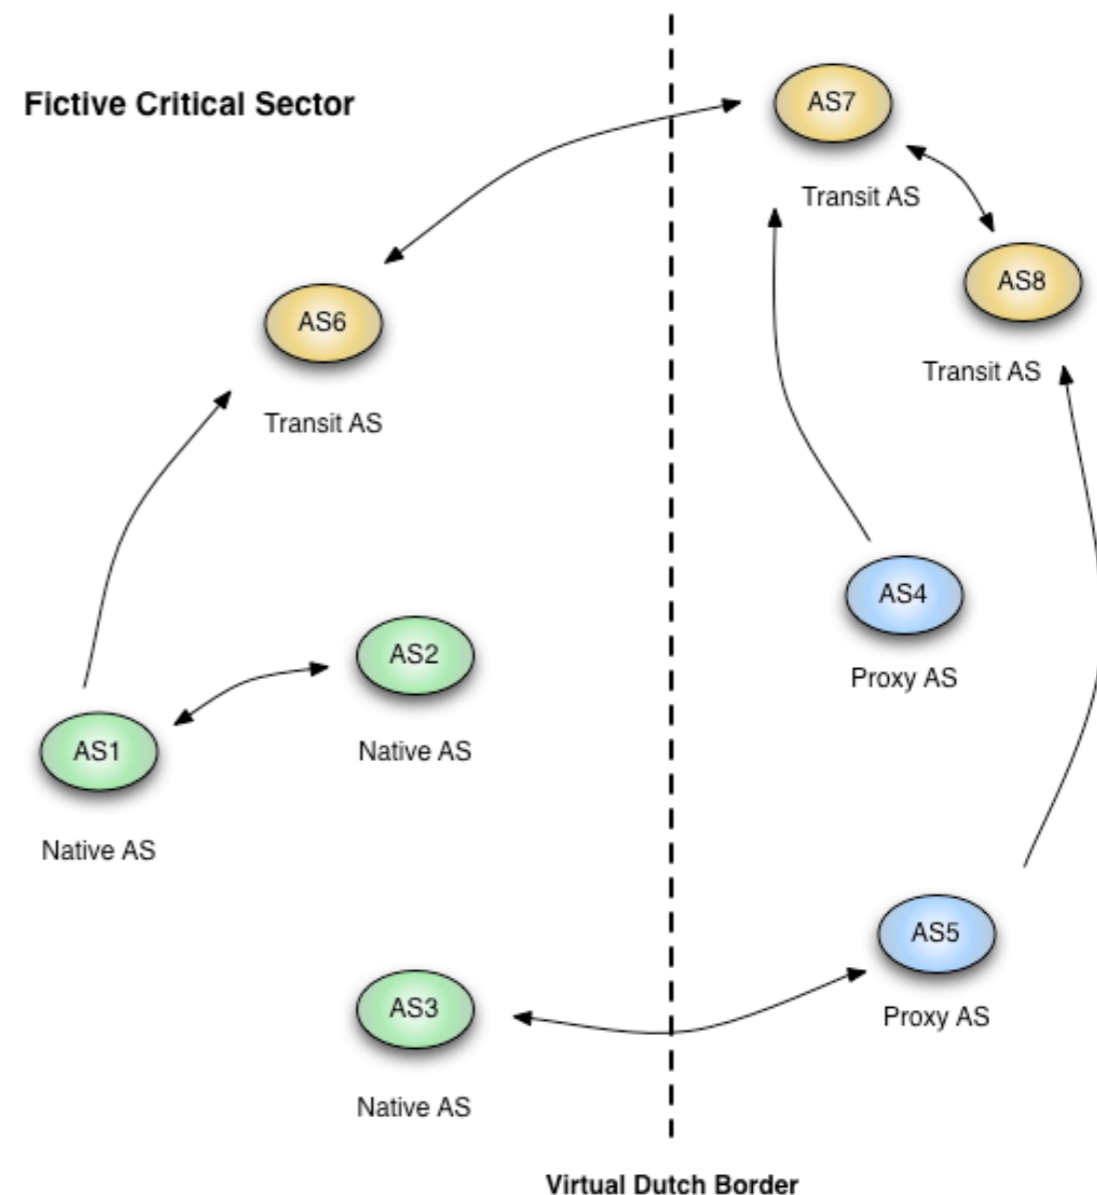 Fictive Critical Sector
AS7
Transit AS
AS8
Transit AS
AS6
Transit AS
AS4
Proxy AS
AS2
Native AS
AS1
Native AS
AS5
Proxy AS
AS3
Native AS
Virtual Dutch Border